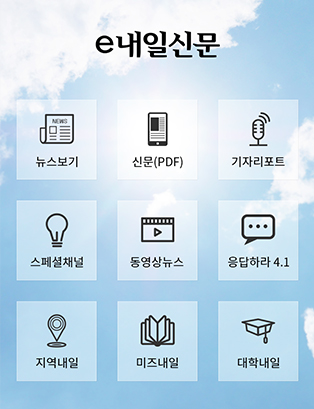 e내일신문
NEWS
뉴스보기
신문(PDF)
기자리포트
스페셜채널
동영상뉴스
응답하라 4.1
지역내일
미즈내일
대학내일